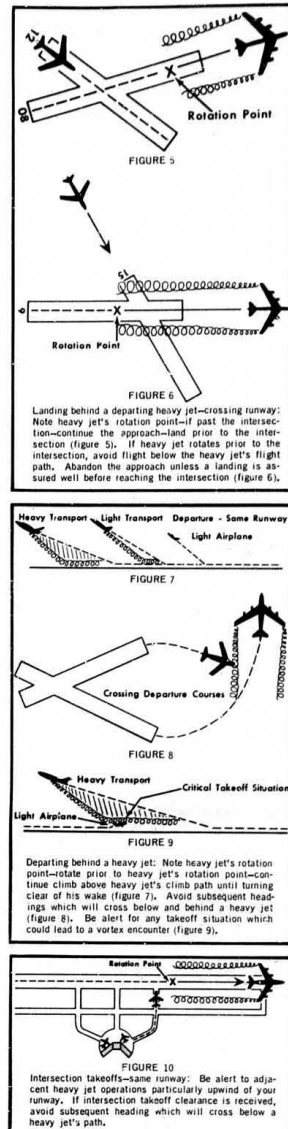 12
08
Rotation Point
FIGURE 5
15
9
Rotation Point
FIGURE 6
Landing behind a departing heavy jet—crossing runway:
Note heavy jet's rotation point—if past the intersec-
tion—continue the approach—land prior to the inter-
section (figure 5). If heavy jet rotates prior to the
intersection, avoid flight below the heavy jet's flight
path. Abandon the approach unless a landing is as-
sured well before reaching the intersection (figure 6).
Heavy Transport Light Transport Departure - Same Runway
Light Airplane
FIGURE 7
Crossing Departure Courses
FIGURE 8
Heavy Transport
Critical Takeoff Situation
Light Airplane
FIGURE 9
Departing behind a heavy jet: Note heavy jet's rotation
point—rotate prior to heavy jet's rotation point—con-
tinue climb above heavy jet's climb path until turning
clear of his wake (figure 7). Avoid subsequent head-
ings which will cross below and behind a heavy jet
(figure 8). Be alert for any takeoff situation which
could lead to a vortex encounter (figure 9).
Rotation Point
FIGURE 10
Intersection takeoffs—same runway: Be alert to adja-
cent heavy jet operations particularly upwind of your
runway. If intersection takeoff clearance is received,
avoid subsequent heading which will cross below a
heavy jet's path.